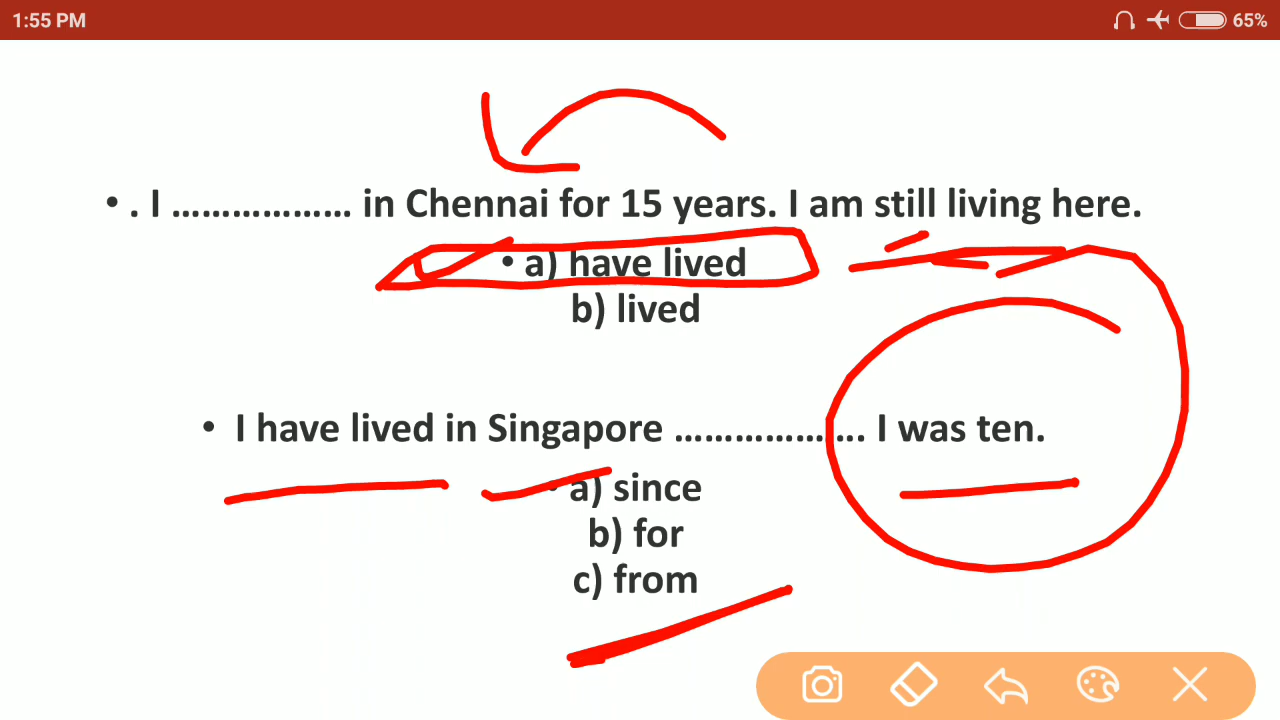 1:55 PM
65%
• . I ……………… in Chennai for 15 years. I am still living here.
• a) have lived
b) lived
• I have lived in Singapore ………………. I was ten.
• a) since
b) for
c) from